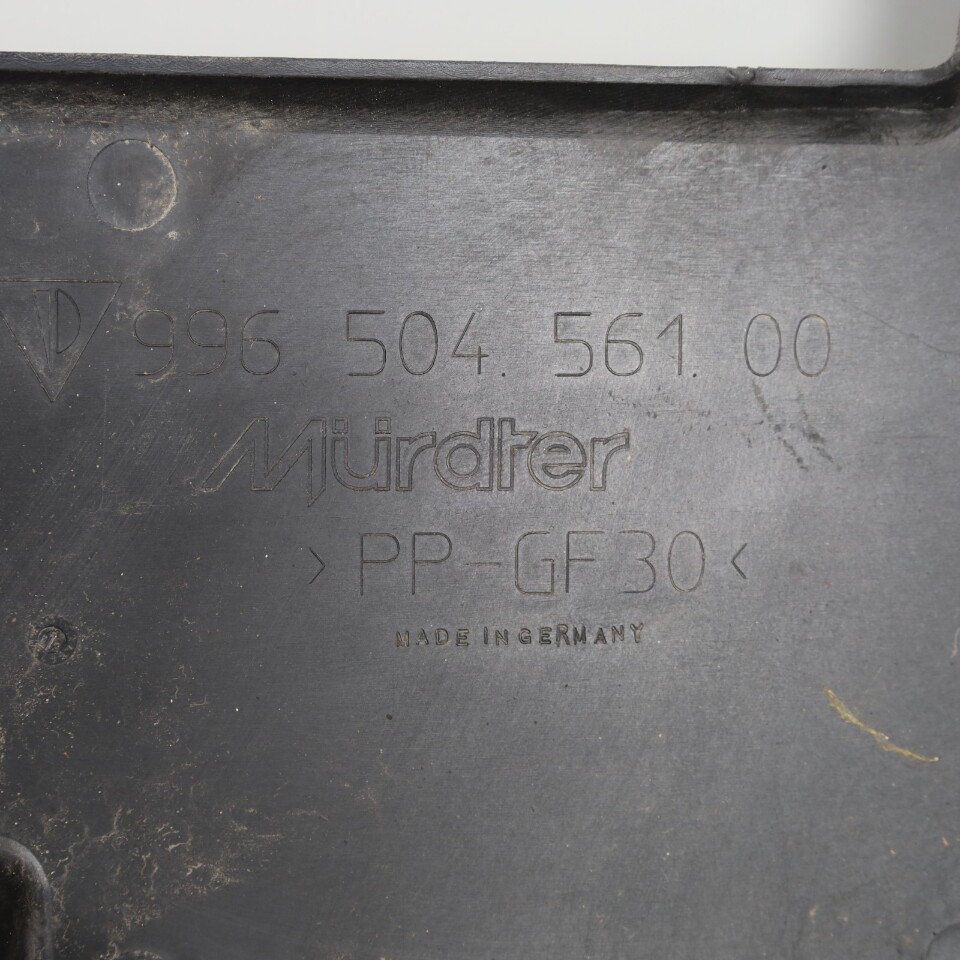 D 996. 504. 561. 00
Mürdter
>PP-GF30<
MADE IN GERMANY